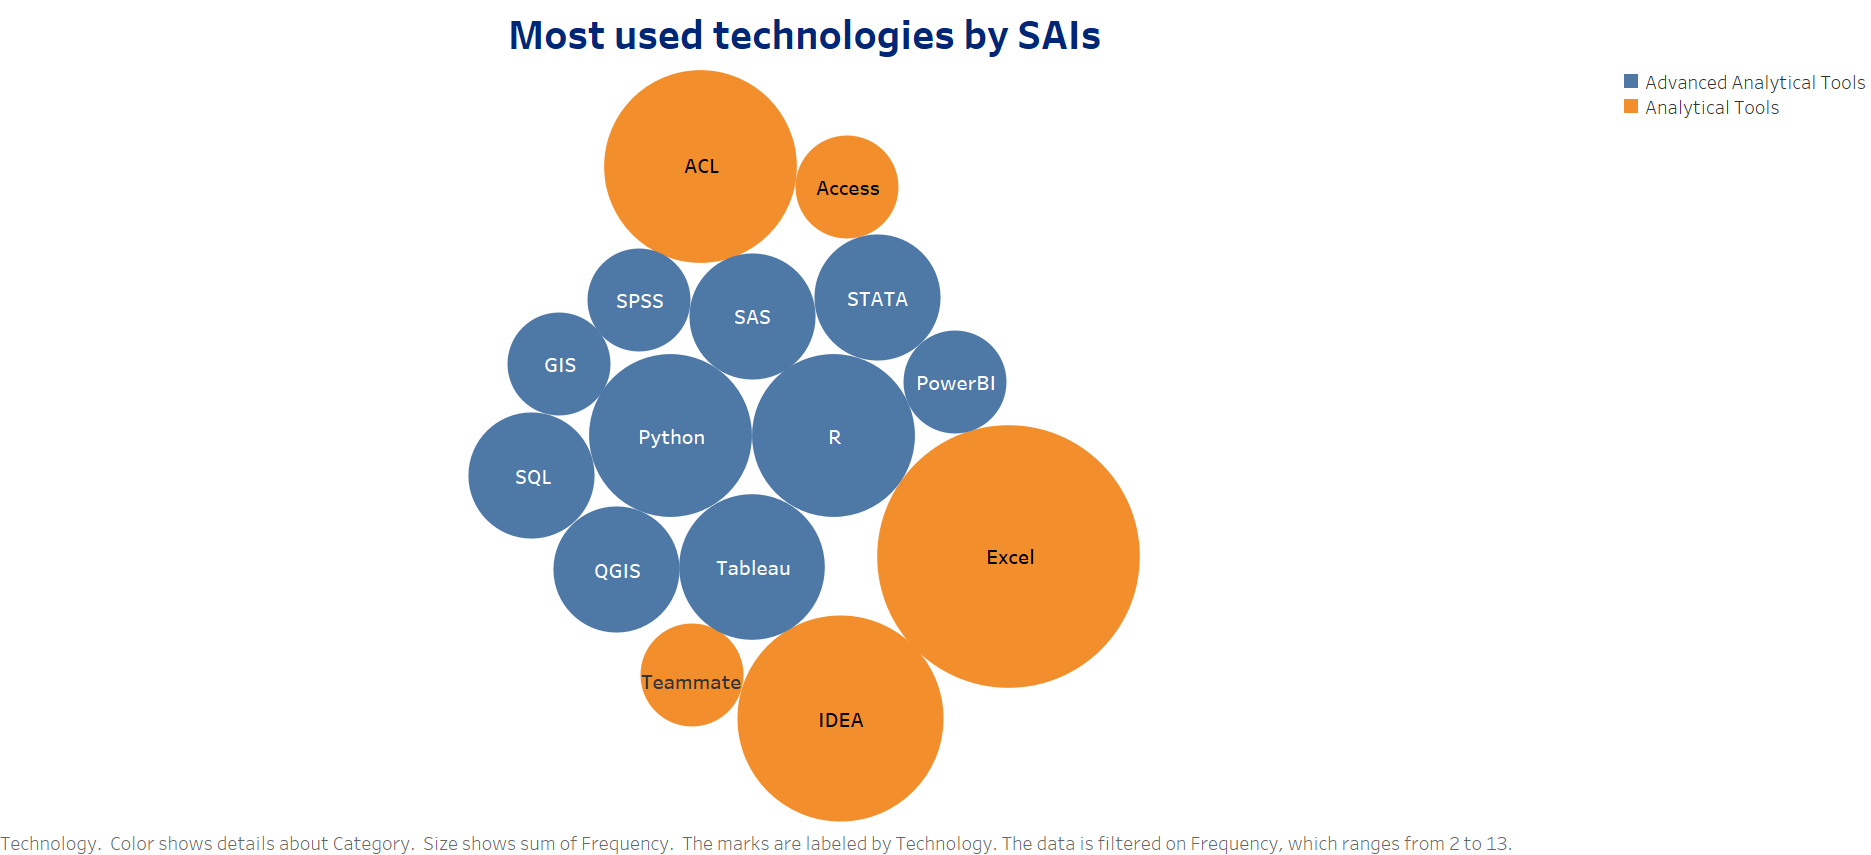 Most used technologies by SAIs
Advanced Analytical Tools
Analytical Tools
ACL
Access
SPSS
SAS
STATA
GIS
PowerBI
Python
R
SQL
Excel
QGIS
Tableau
Teammate
IDEA
Technology.  Color shows details about Category.  Size shows sum of Frequency.  The marks are labeled by Technology. The data is filtered on Frequency, which ranges from 2 to 13.